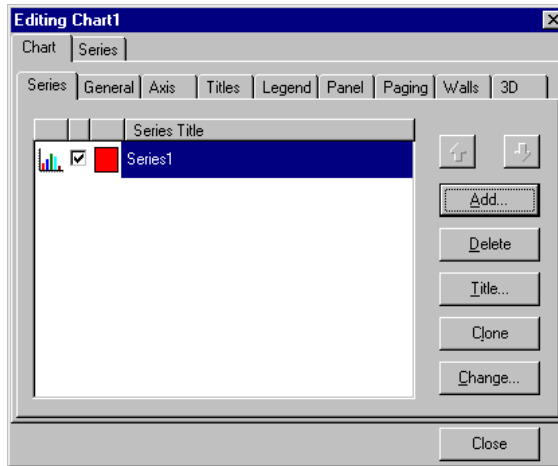 Editing Chart1
Chart Series
Series General Axis Titles Legend Panel Paging Walls 3D
Series Title
Series1
Add...
Delete
Title...
Clone
Change...
Close